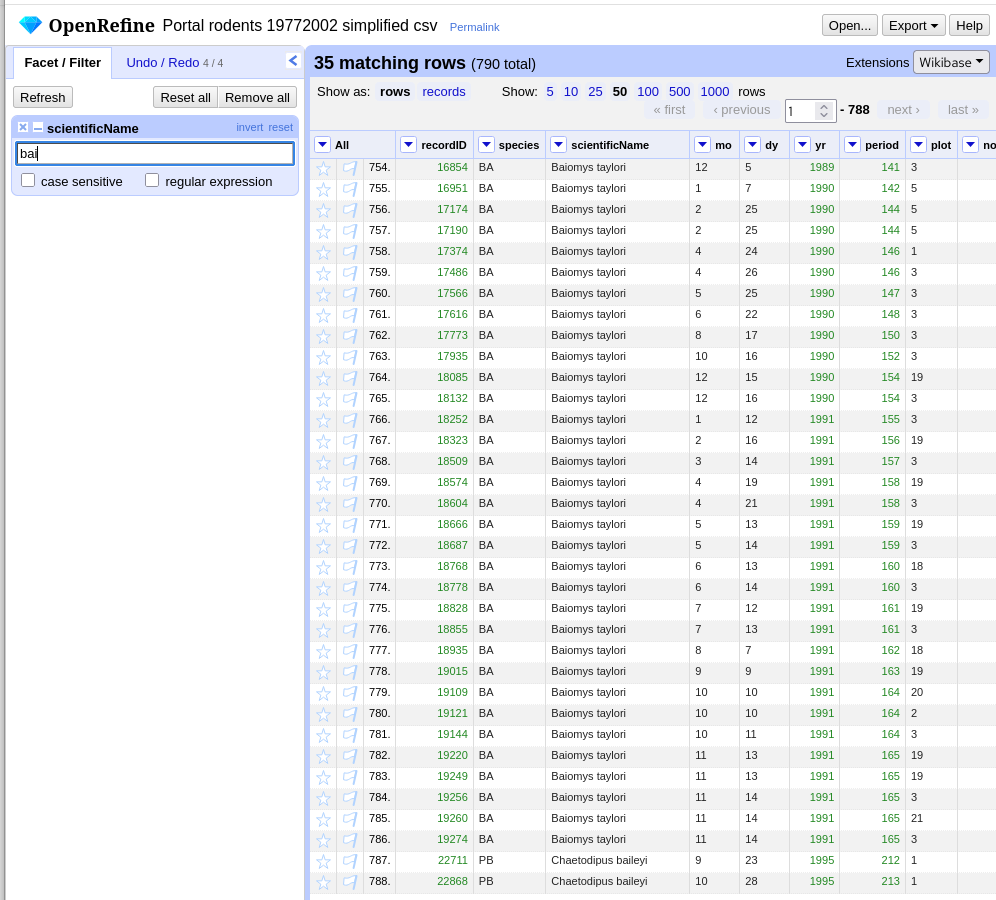 OpenRefine Portal rodents 19772002 simplified csv Permalink Open... Export Help
Facet / Filter Undo / Redo 4 / 4
Refresh Reset all Remove all
scientificName invert reset
bai
case sensitive regular expression
35 matching rows (790 total) Extensions Wikibase
Show as: rows records Show: 5 10 25 50 100 500 1000 rows
« first ‹ previous 1 - 788 next › last »
All recordID species scientificName mo dy yr period plot no
754. 16854 BA Baiomys taylori 12 5 1989 141 3
755. 16951 BA Baiomys taylori 1 7 1990 142 5
756. 17174 BA Baiomys taylori 2 25 1990 144 5
757. 17190 BA Baiomys taylori 2 25 1990 144 5
758. 17374 BA Baiomys taylori 4 24 1990 146 1
759. 17486 BA Baiomys taylori 4 26 1990 146 3
760. 17566 BA Baiomys taylori 5 25 1990 147 3
761. 17616 BA Baiomys taylori 6 22 1990 148 3
762. 17773 BA Baiomys taylori 8 17 1990 150 3
763. 17935 BA Baiomys taylori 10 16 1990 152 3
764. 18085 BA Baiomys taylori 12 15 1990 154 19
765. 18132 BA Baiomys taylori 12 16 1990 154 3
766. 18252 BA Baiomys taylori 1 12 1991 155 3
767. 18323 BA Baiomys taylori 2 16 1991 156 19
768. 18509 BA Baiomys taylori 3 14 1991 157 3
769. 18574 BA Baiomys taylori 4 19 1991 158 19
770. 18604 BA Baiomys taylori 4 21 1991 158 3
771. 18666 BA Baiomys taylori 5 13 1991 159 19
772. 18687 BA Baiomys taylori 5 14 1991 159 3
773. 18768 BA Baiomys taylori 6 13 1991 160 18
774. 18778 BA Baiomys taylori 6 14 1991 160 3
775. 18828 BA Baiomys taylori 7 12 1991 161 19
776. 18855 BA Baiomys taylori 7 13 1991 161 3
777. 18935 BA Baiomys taylori 8 7 1991 162 18
778. 19015 BA Baiomys taylori 9 9 1991 163 19
779. 19109 BA Baiomys taylori 10 10 1991 164 20
780. 19121 BA Baiomys taylori 10 10 1991 164 2
781. 19144 BA Baiomys taylori 10 11 1991 164 3
782. 19220 BA Baiomys taylori 11 13 1991 165 19
783. 19249 BA Baiomys taylori 11 13 1991 165 19
784. 19256 BA Baiomys taylori 11 14 1991 165 3
785. 19260 BA Baiomys taylori 11 14 1991 165 21
786. 19274 BA Baiomys taylori 11 14 1991 165 3
787. 22711 PB Chaetodipus baileyi 9 23 1995 212 1
788. 22868 PB Chaetodipus baileyi 10 28 1995 213 1